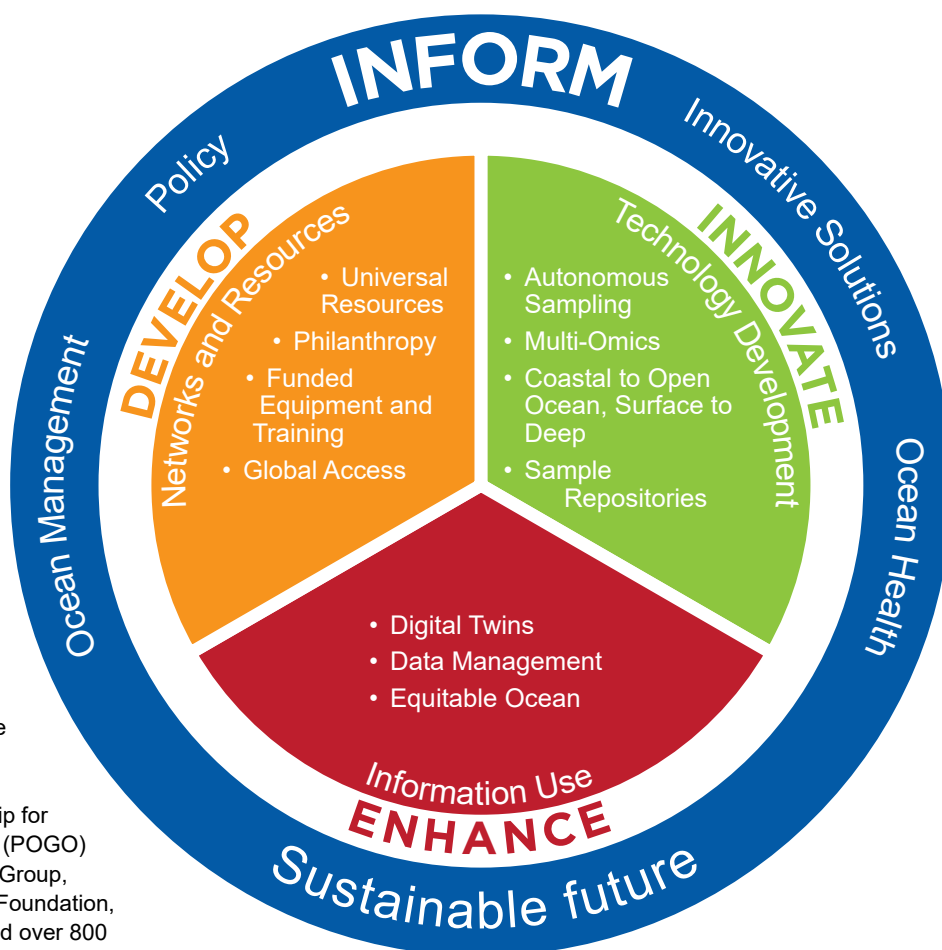 INFORM
Policy
Innovative Solutions
Ocean Management
Ocean Health
Sustainable future
DEVELOP
Networks and Resources
• Universal
Resources
• Philanthropy
• Funded
Equipment and
Training
• Global Access
INNOVATE
Technology Development
• Autonomous
Sampling
• Multi-Omics
• Coastal to Open
Ocean, Surface to
Deep
• Sample
Repositories
• Digital Twins
• Data Management
• Equitable Ocean
Information Use
ENHANCE
for
(POGO)
Group,
Foundation,
over 800